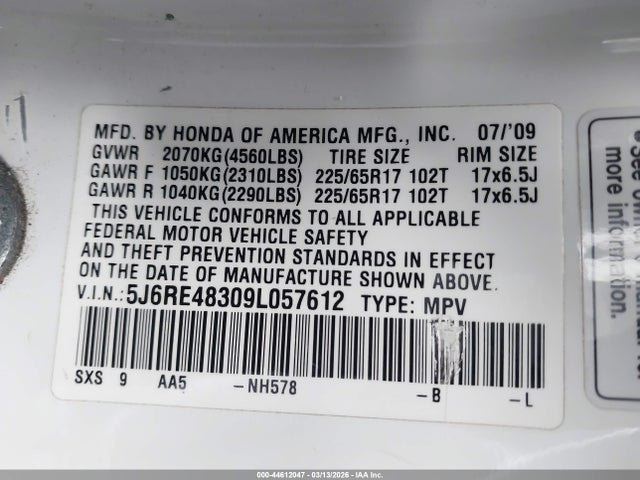 MFD. BY HONDA OF AMERICA MFG., INC. 07/'09
GVWR 2070KG(4560LBS) TIRE SIZE RIM SIZE
GAWR F 1050KG(2310LBS) 225/65R17 102T 17x6.5J
GAWR R 1040KG(2290LBS) 225/65R17 102T 17x6.5J
THIS VEHICLE CONFORMS TO ALL APPLICABLE
FEDERAL MOTOR VEHICLE SAFETY
AND THEFT PREVENTION STANDARDS IN EFFECT
ON THE DATE OF MANUFACTURE SHOWN ABOVE.
V.I.N.: 5J6RE48309L057612 TYPE: MPV
SXS 9 AA5 -NH578 -B -L
See
more information.
000-44612047 - 03/13/2026 - IAA Inc.